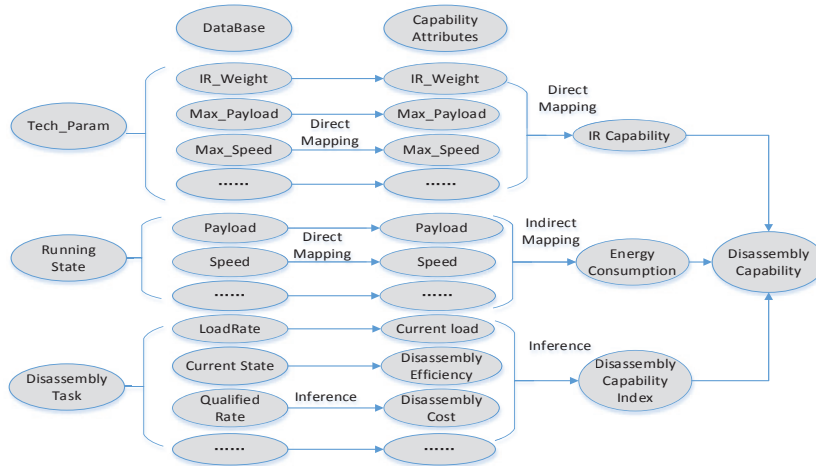 DataBase
Capability
Attributes
Tech_Param
IR_Weight
IR_Weight
Max_Payload
Max_Payload
Direct
Mapping
Max_Speed
Max_Speed
......
......
Direct
Mapping
IR Capability
Running
State
Payload
Payload
Direct
Mapping
Speed
Speed
......
......
Indirect
Mapping
Energy
Consumption
Disassembly
Capability
Disassembly
Task
LoadRate
Current load
Current State
Disassembly
Efficiency
Qualified
Rate
Inference
Disassembly
Cost
......
......
Inference
Disassembly
Capability
Index